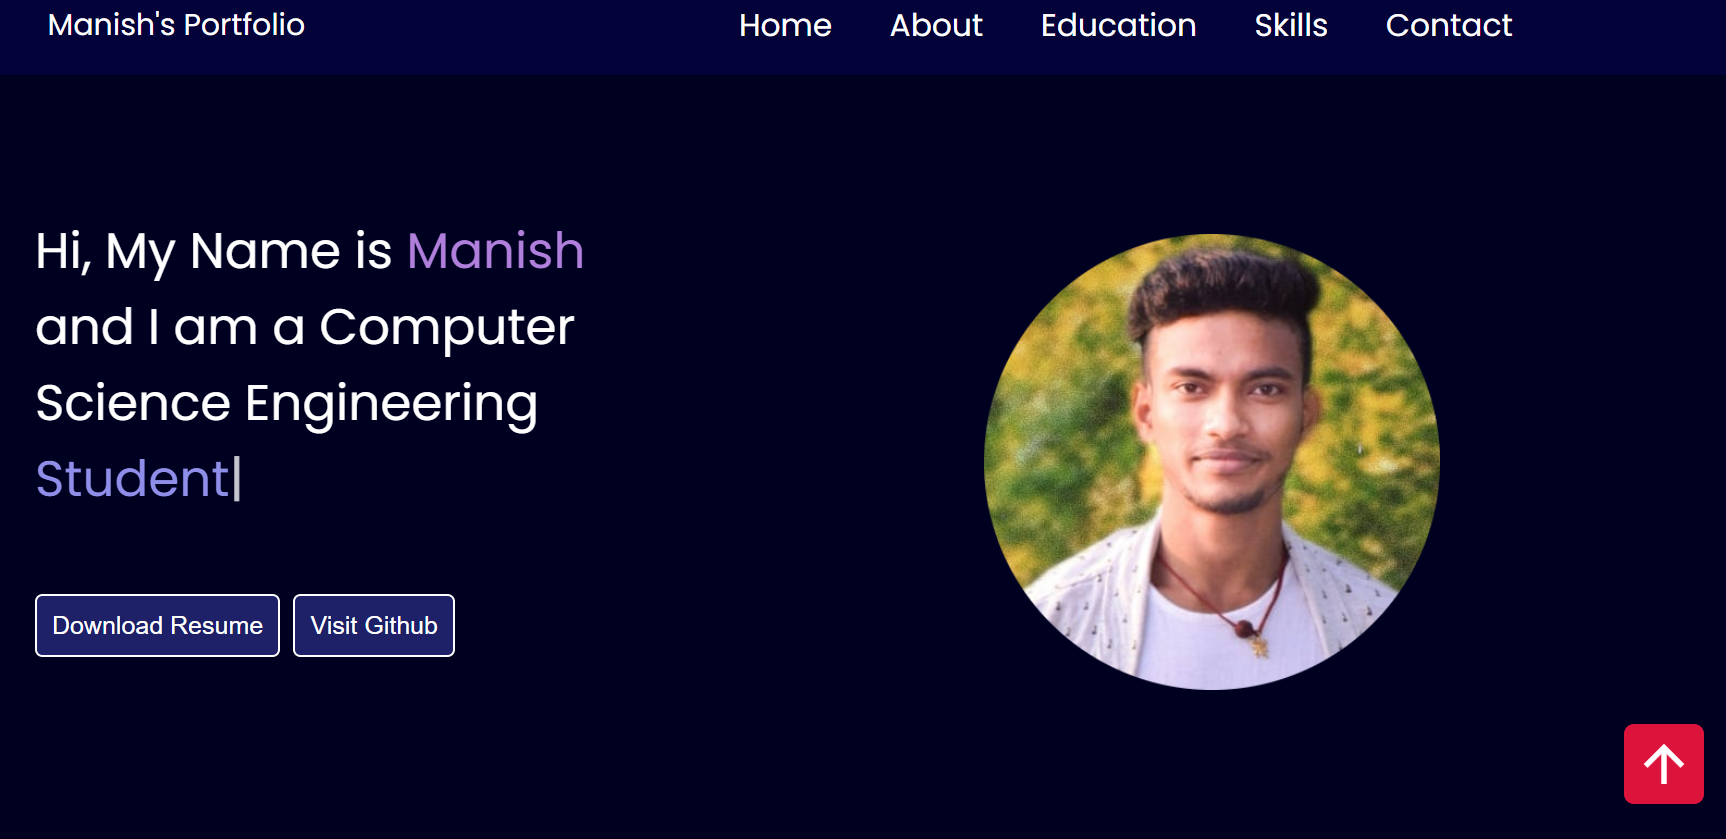 Manish's Portfolio
Home About Education Skills Contact
Hi, My Name is Manish
and I am a Computer
Science Engineering
Student|
Download Resume Visit Github